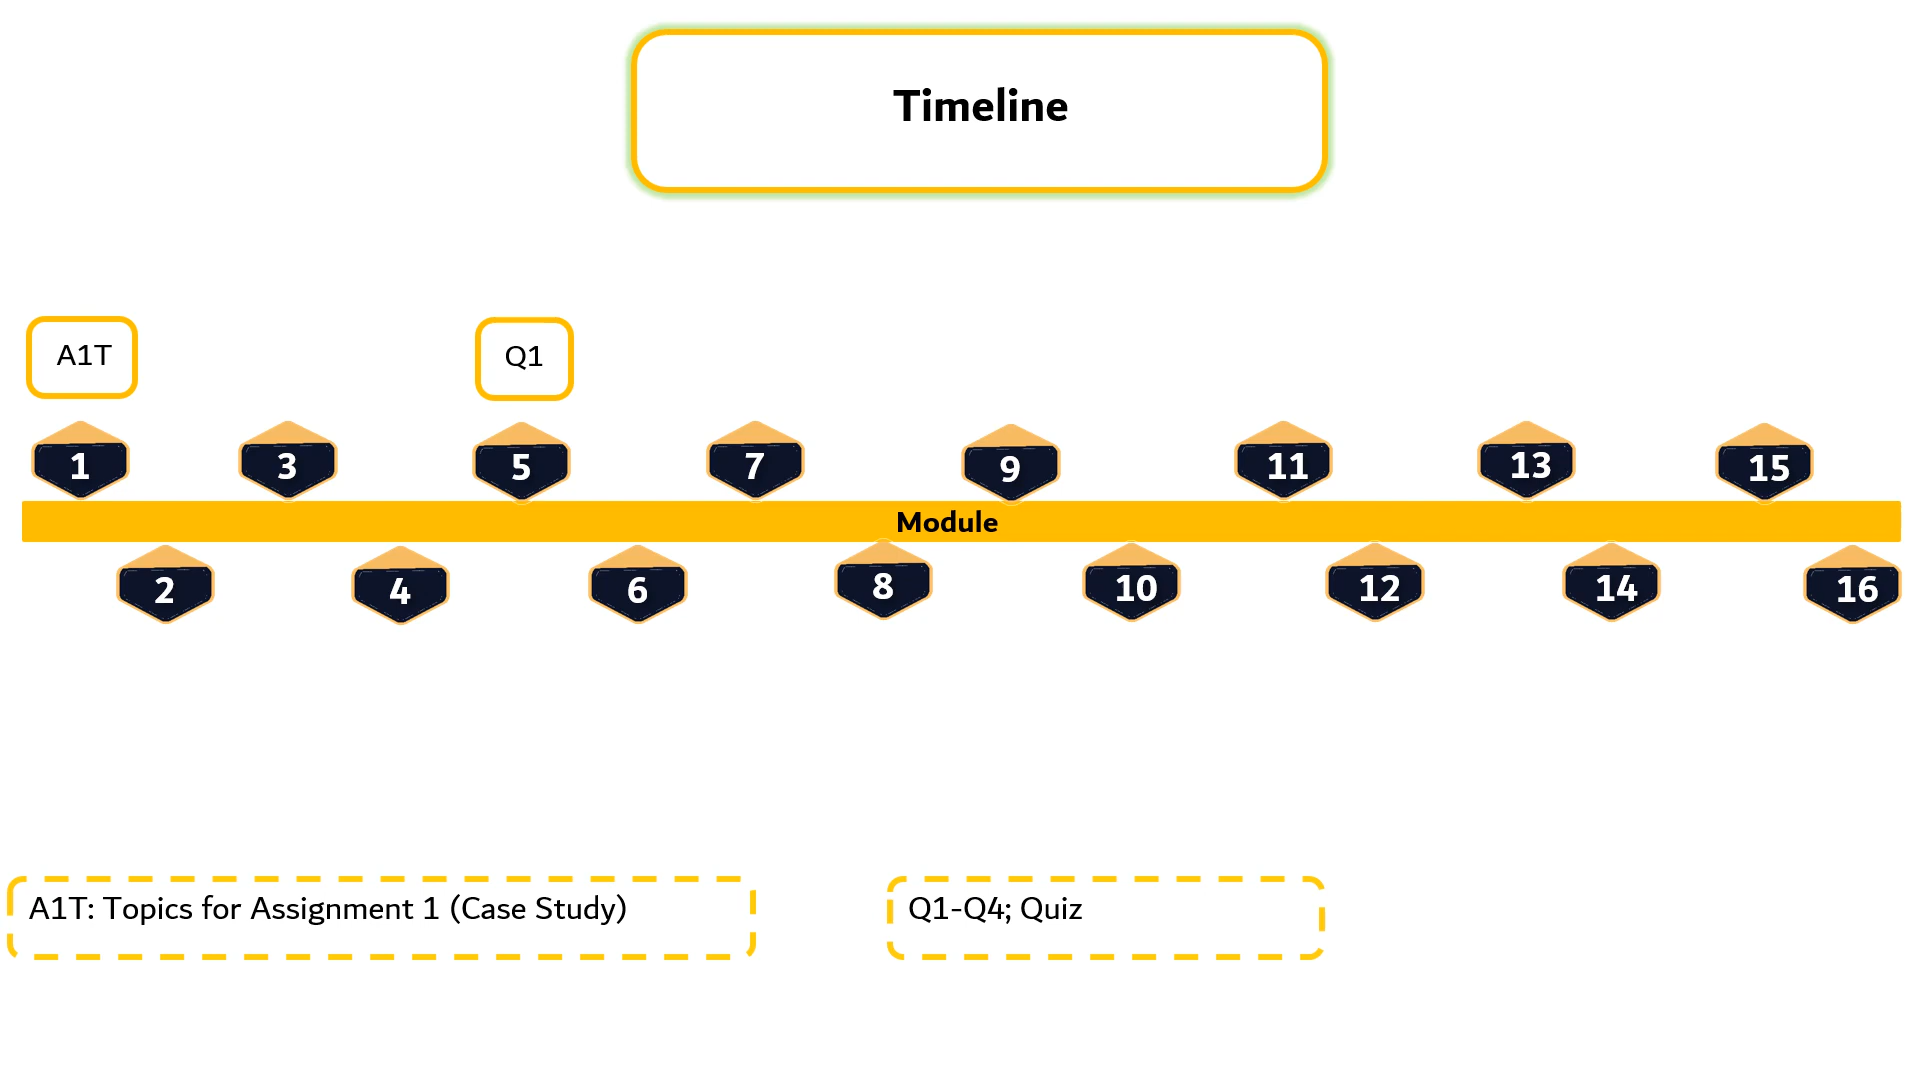 Timeline
A1T
Q1
1
3
5
7
9
11
13
15
Module
2
4
6
8
10
12
14
16
A1T: Topics for Assignment 1 (Case Study)
Q1-Q4; Quiz